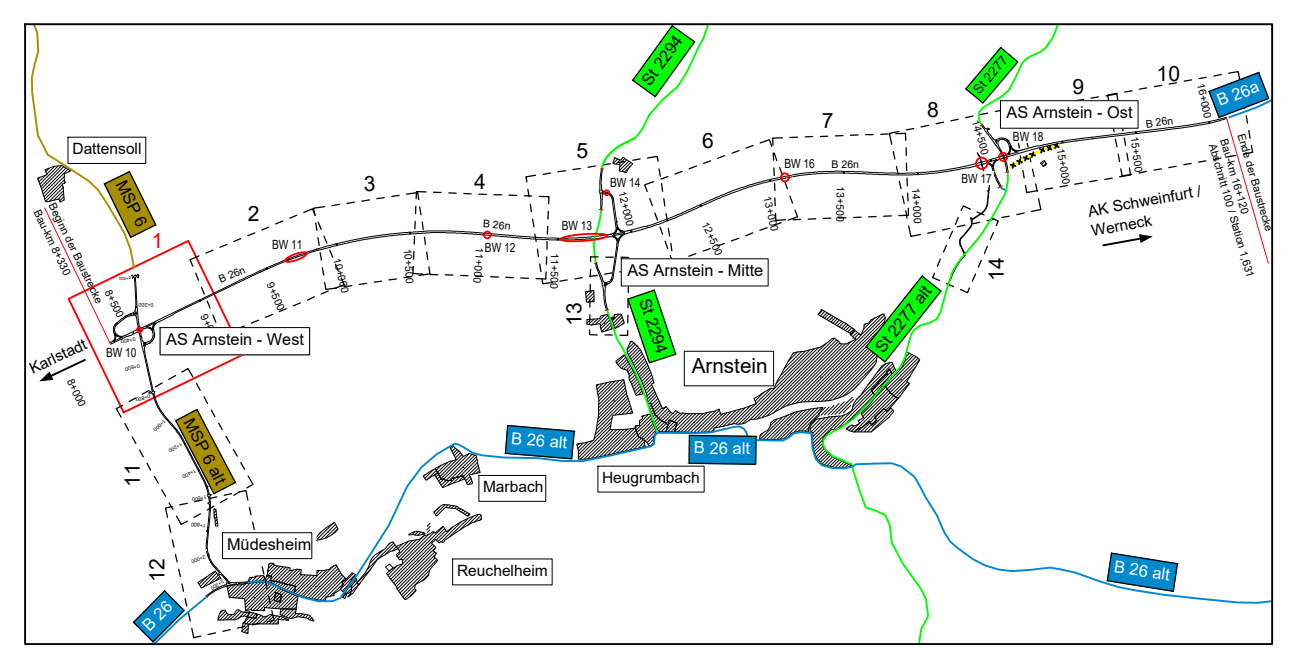 St 2294
St 2277
10
9
B 26a
8
AS Arnstein - Ost
16+000
B 26n
7
14+500
BW 18
Dattensoll
6
5
BW 16
B 26n
BW 17
15+000
15+500
Ende der Baustrecke
Bau-km 16+120
Abschnitt 100 / Station 1,631
MSP 6
3
4
BW 14
12+000
13+000
13+500
14+000
AK Schweinfurt /
Werneck
Beginn der Baustrecke
Bau-km 8+330
2
1
B 26n
BW 13
BW 12
BW 11
12+500
10+000
10+500
11+000
11+500
B 26n
AS Arnstein - Mitte
14
8+500
9+500
13
St 2294
St 2277 alt
AS Arnstein - West
BW 10
Karlstadt
8+000
Arnstein
MSP 6 alt
11
B 26 alt
B 26 alt
Heugrumbach
Marbach
Müdesheim
12
Reuchelheim
B 26
B 26 alt